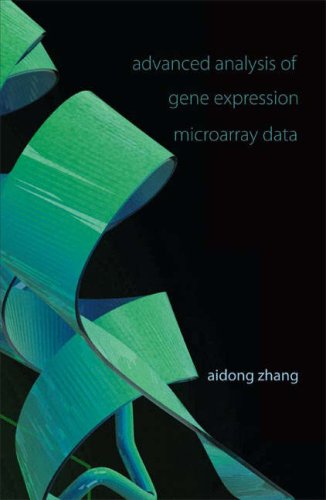 advanced analysis of
gene expression
microarray data
aidong zhang